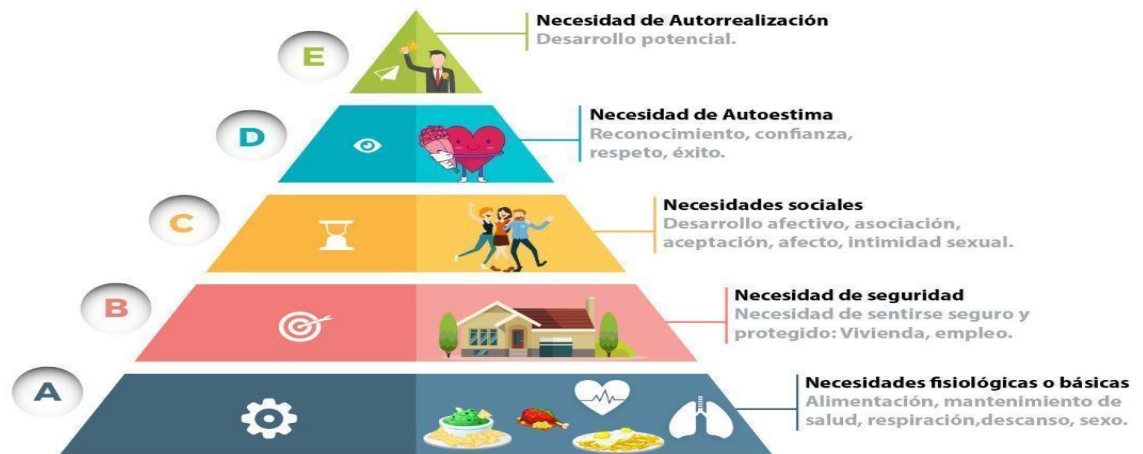 E
Necesidad de Autorrealización
Desarrollo potencial.
D
Necesidad de Autoestima
Reconocimiento, confianza,
respeto, éxito.
C
Necesidades sociales
Desarrollo afectivo, asociación,
aceptación, afecto, intimidad sexual.
B
Necesidad de seguridad
Necesidad de sentirse seguro y
protegido: Vivienda, empleo.
A
Necesidades fisiológicas o básicas
Alimentación, mantenimiento de
salud, respiración,descanso, sexo.